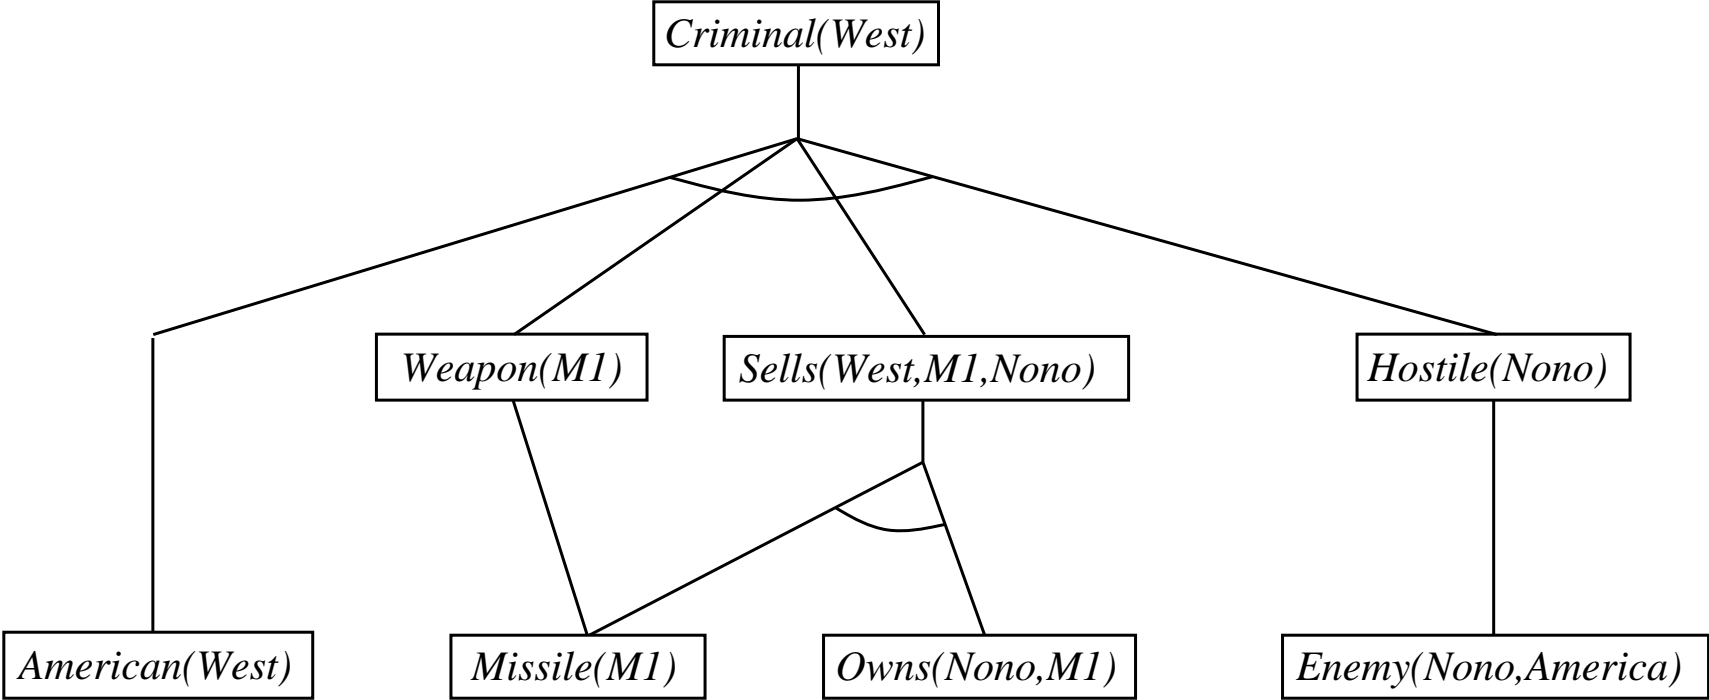 Criminal(West)
Weapon(M1)
Sells(West,M1,Nono)
Hostile(Nono)
American(West)
Missile(M1)
Owns(Nono,M1)
Enemy(Nono,America)